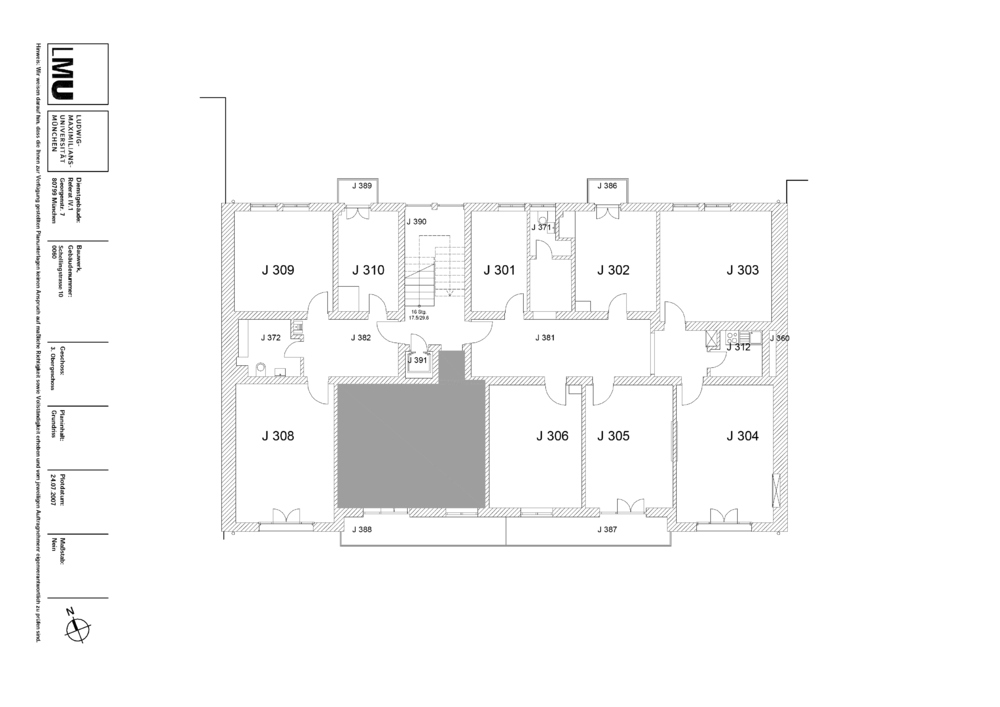 LMU
LUDWIG-
MAXIMILIANS-
UNIVERSITÄT
MÜNCHEN
Dienstgebäude:
Referat IV.1
Georgenstr. 7
80799 München
Bauwerk,
Gebäudenummer:
Schellingstrasse 10
0060
Geschoss:
3. Obergeschoss
Planinhalt:
Grundriss
Plotdatum:
24.07.2007
Maßstab:
Nein
N
Hinweis: Wir weisen darauf hin, dass die Ihnen zur Verfügung gestellten Planunterlagen keinen Anspruch auf maßliche Richtigkeit sowie Vollständigkeit erheben und vom jeweiligen Auftragnehmer eigenverantwortlich zu prüfen sind.
J 389
J 386
J 390
J 371
J 309
J 310
J 301
J 302
J 303
16 Stg.
17.5/29.6
J 372
J 382
J 381
J 360
J 312
J 391
J 308
J 306
J 305
J 304
J 388
J 387